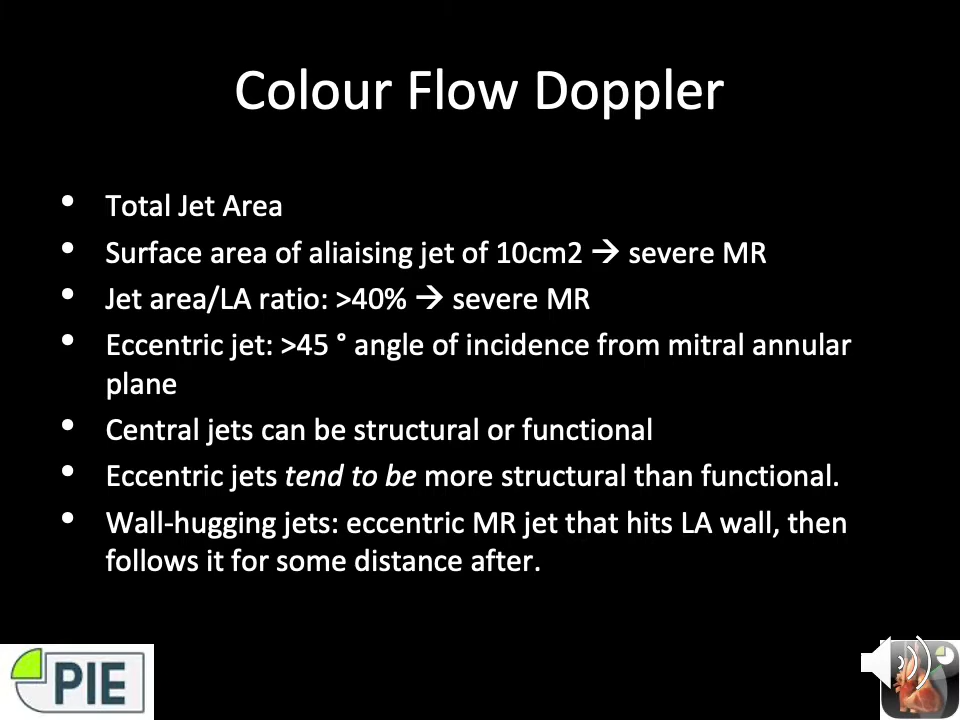 Colour Flow Doppler
• Total Jet Area
• Surface area of aliaising jet of 10cm2 → severe MR
• Jet area/LA ratio: >40% → severe MR
• Eccentric jet: >45 ° angle of incidence from mitral annular
plane
• Central jets can be structural or functional
• Eccentric jets tend to be more structural than functional.
• Wall-hugging jets: eccentric MR jet that hits LA wall, then
follows it for some distance after.
PIE